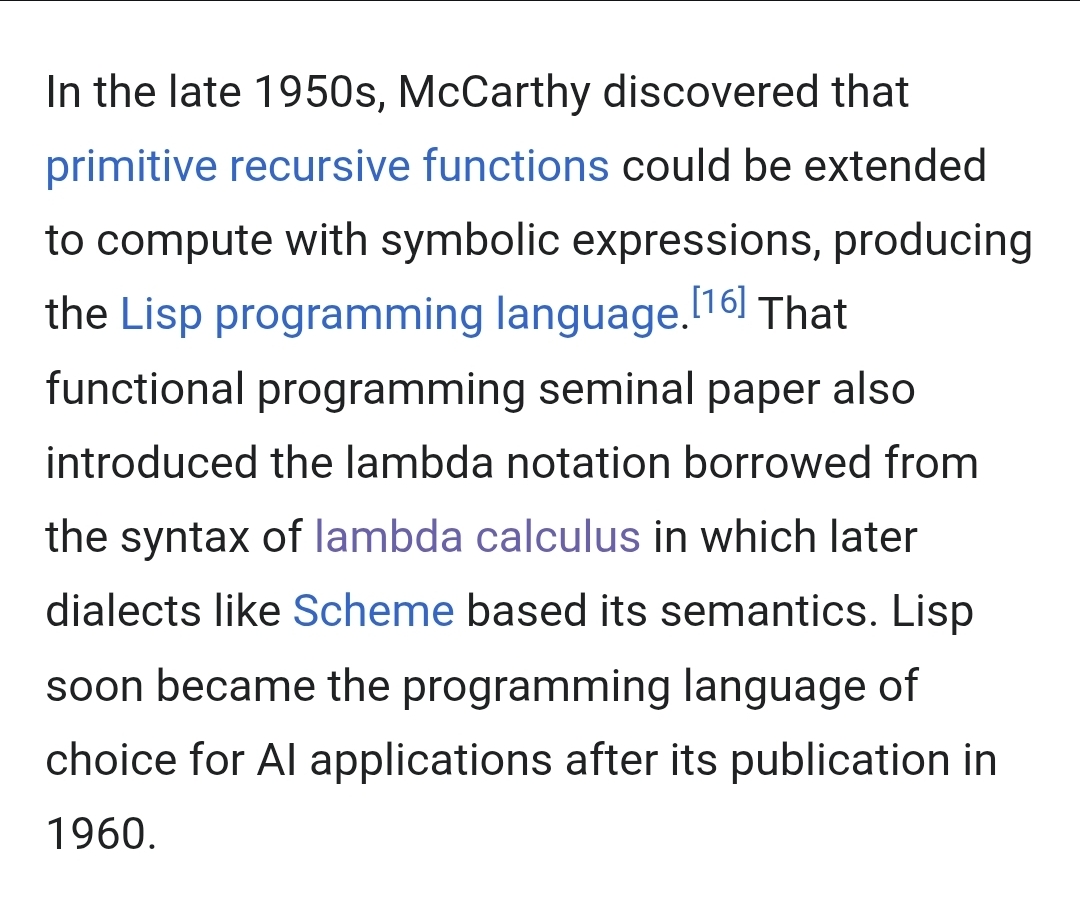 In the late 1950s, McCarthy discovered that
primitive recursive functions could be extended
to compute with symbolic expressions, producing
the Lisp programming language.[16] That
functional programming seminal paper also
introduced the lambda notation borrowed from
the syntax of lambda calculus in which later
dialects like Scheme based its semantics. Lisp
soon became the programming language of
choice for AI applications after its publication in
1960.